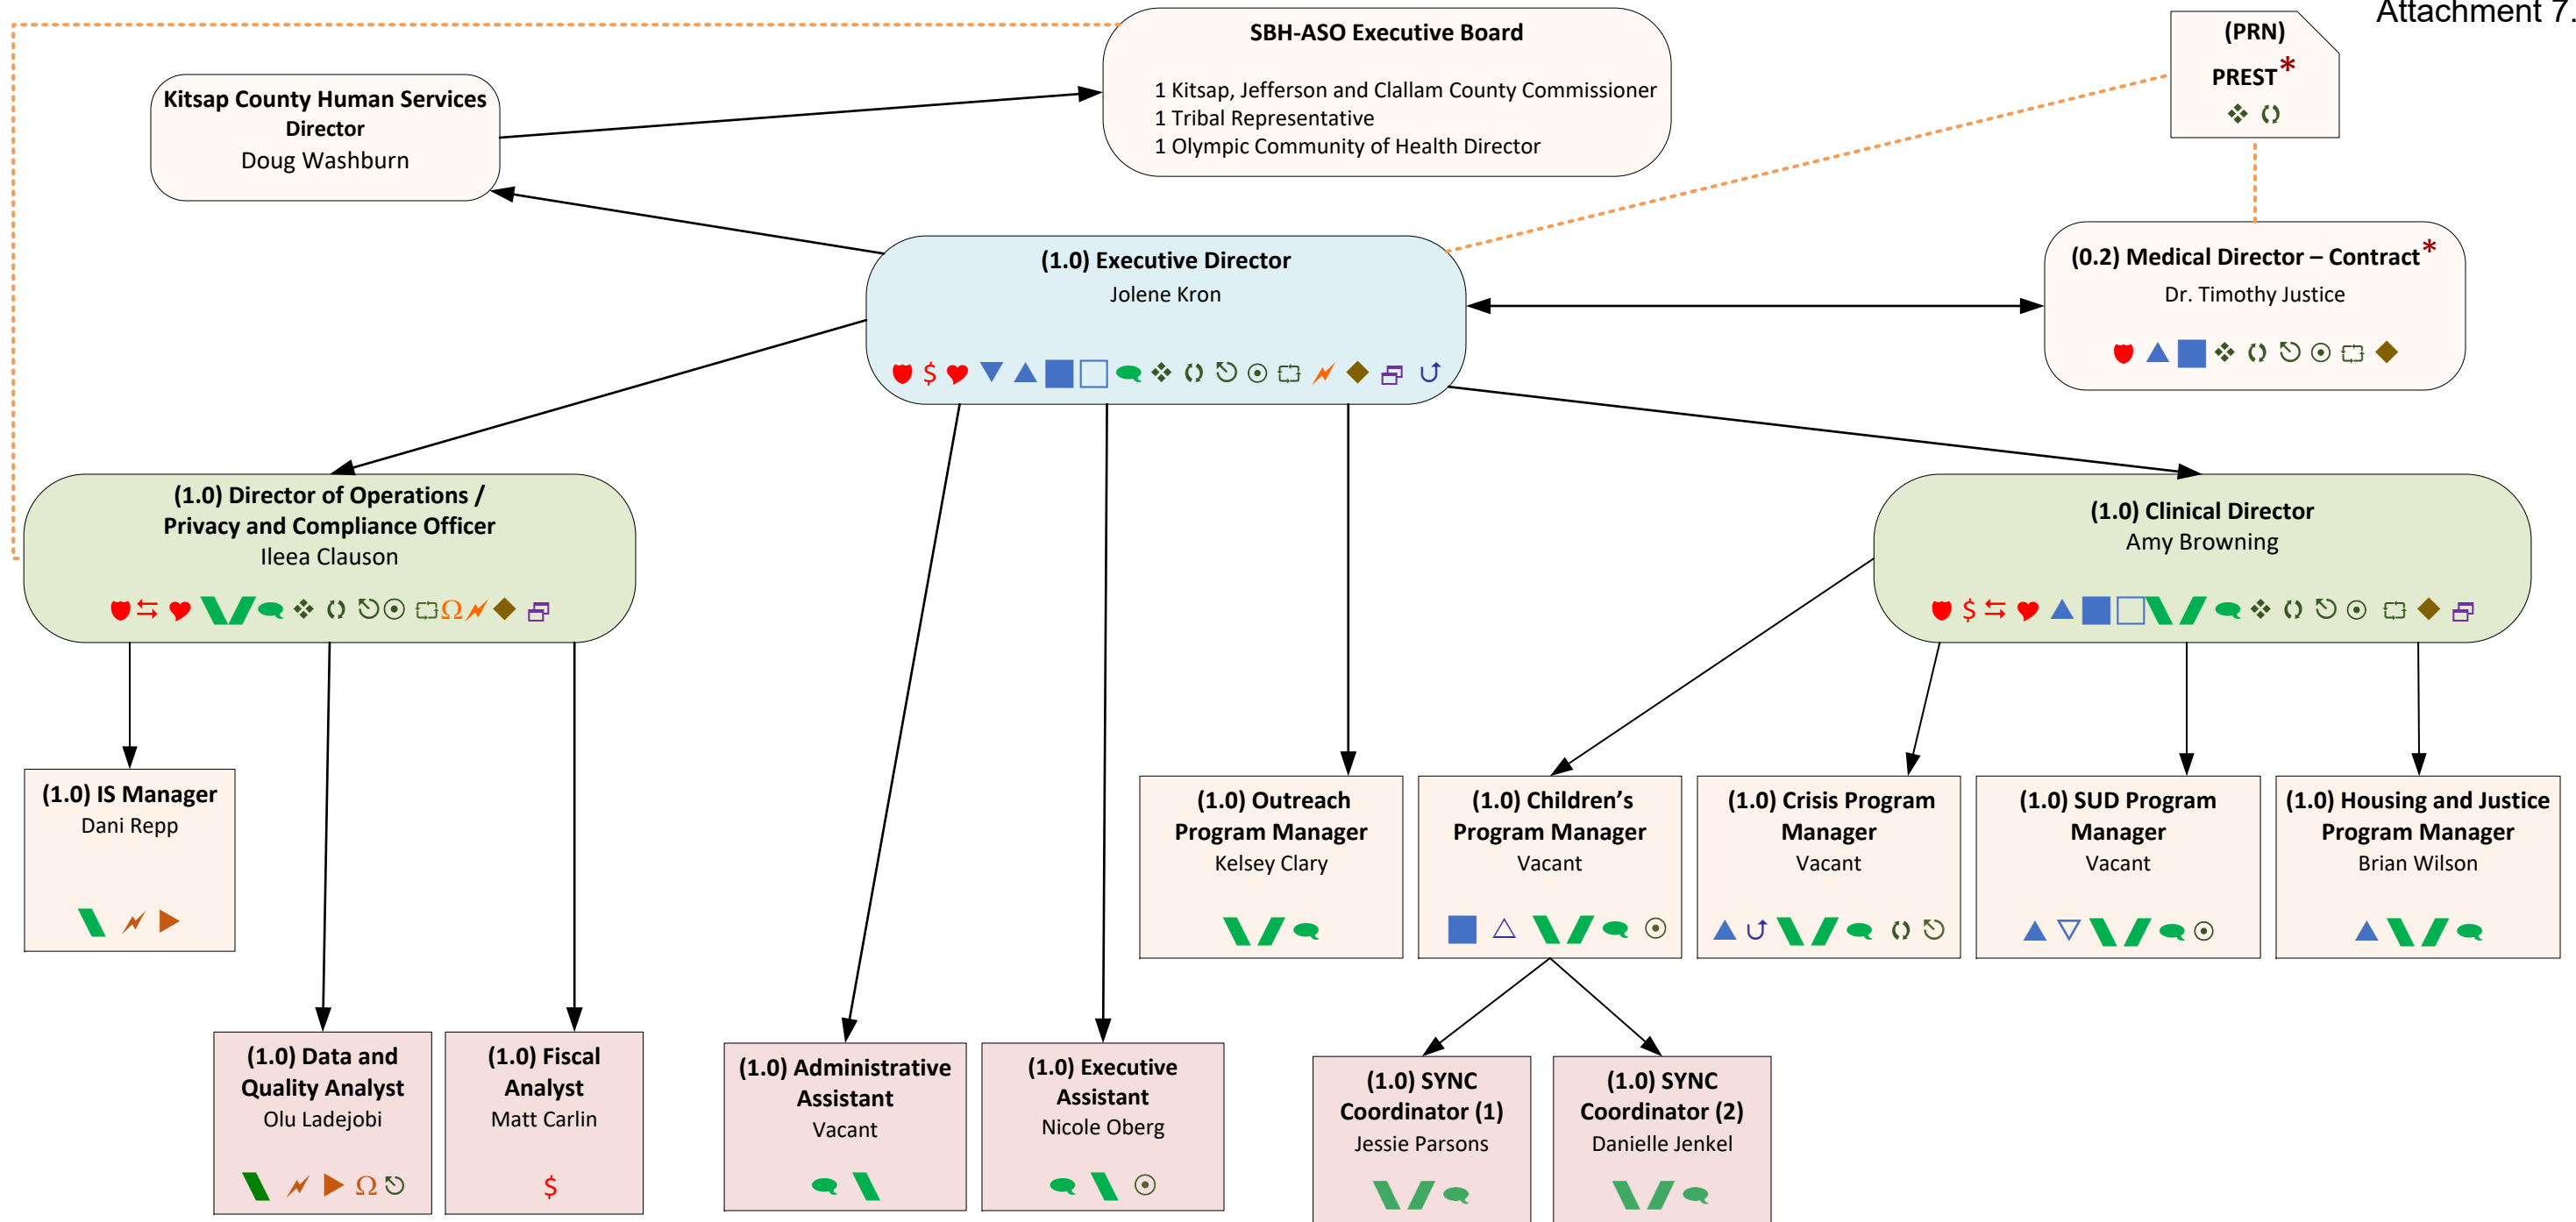 Attachment 7.
SBH-ASO Executive Board
1 Kitsap, Jefferson and Clallam County Commissioner
1 Tribal Representative
1 Olympic Community of Health Director
(PRN)
PREST*
Kitsap County Human Services
Director
Doug Washburn
(1.0) Executive Director
Jolene Kron
$
(0.2) Medical Director – Contract*
Dr. Timothy Justice
(1.0) Director of Operations /
Privacy and Compliance Officer
Ileea Clauson
Ω
(1.0) Clinical Director
Amy Browning
$
(1.0) IS Manager
Dani Repp
(1.0) Outreach
Program Manager
Kelsey Clary
(1.0) Children’s
Program Manager
Vacant
(1.0) Crisis Program
Manager
Vacant
(1.0) SUD Program
Manager
Vacant
(1.0) Housing and Justice
Program Manager
Brian Wilson
(1.0) Data and
Quality Analyst
Olu Ladejobi
Ω
(1.0) Fiscal
Analyst
Matt Carlin
$
(1.0) Administrative
Assistant
Vacant
(1.0) Executive
Assistant
Nicole Oberg
(1.0) SYNC
Coordinator (1)
Jessie Parsons
(1.0) SYNC
Coordinator (2)
Danielle Jenkel